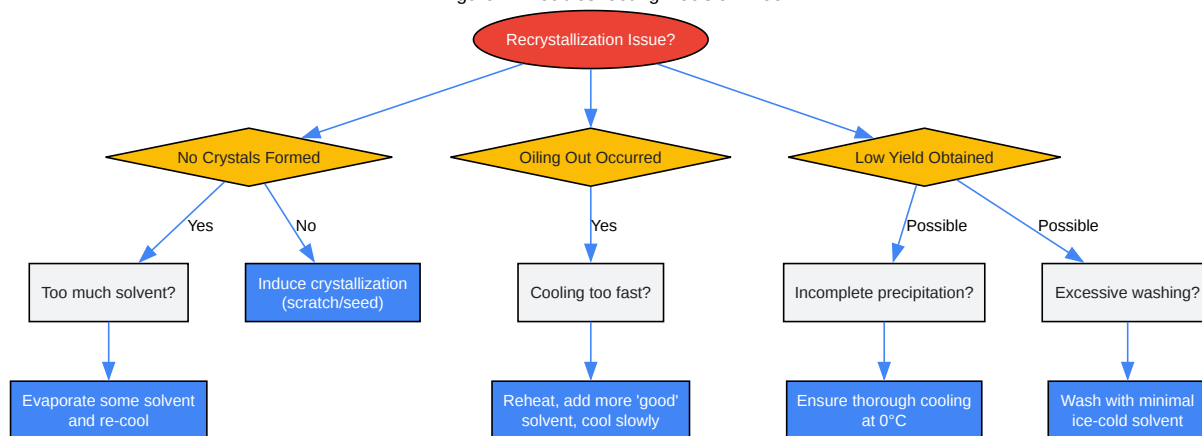 Recrystallization Issue?
No Crystals Formed
Oiling Out Occurred
Low Yield Obtained
Yes
No
Yes
Possible
Possible
Too much solvent?
Induce crystallization
(scratch/seed)
Cooling too fast?
Incomplete precipitation?
Excessive washing?
Evaporate some solvent
and re-cool
Reheat, add more 'good'
solvent, cool slowly
Ensure thorough cooling
at 0°C
Wash with minimal
ice-cold solvent